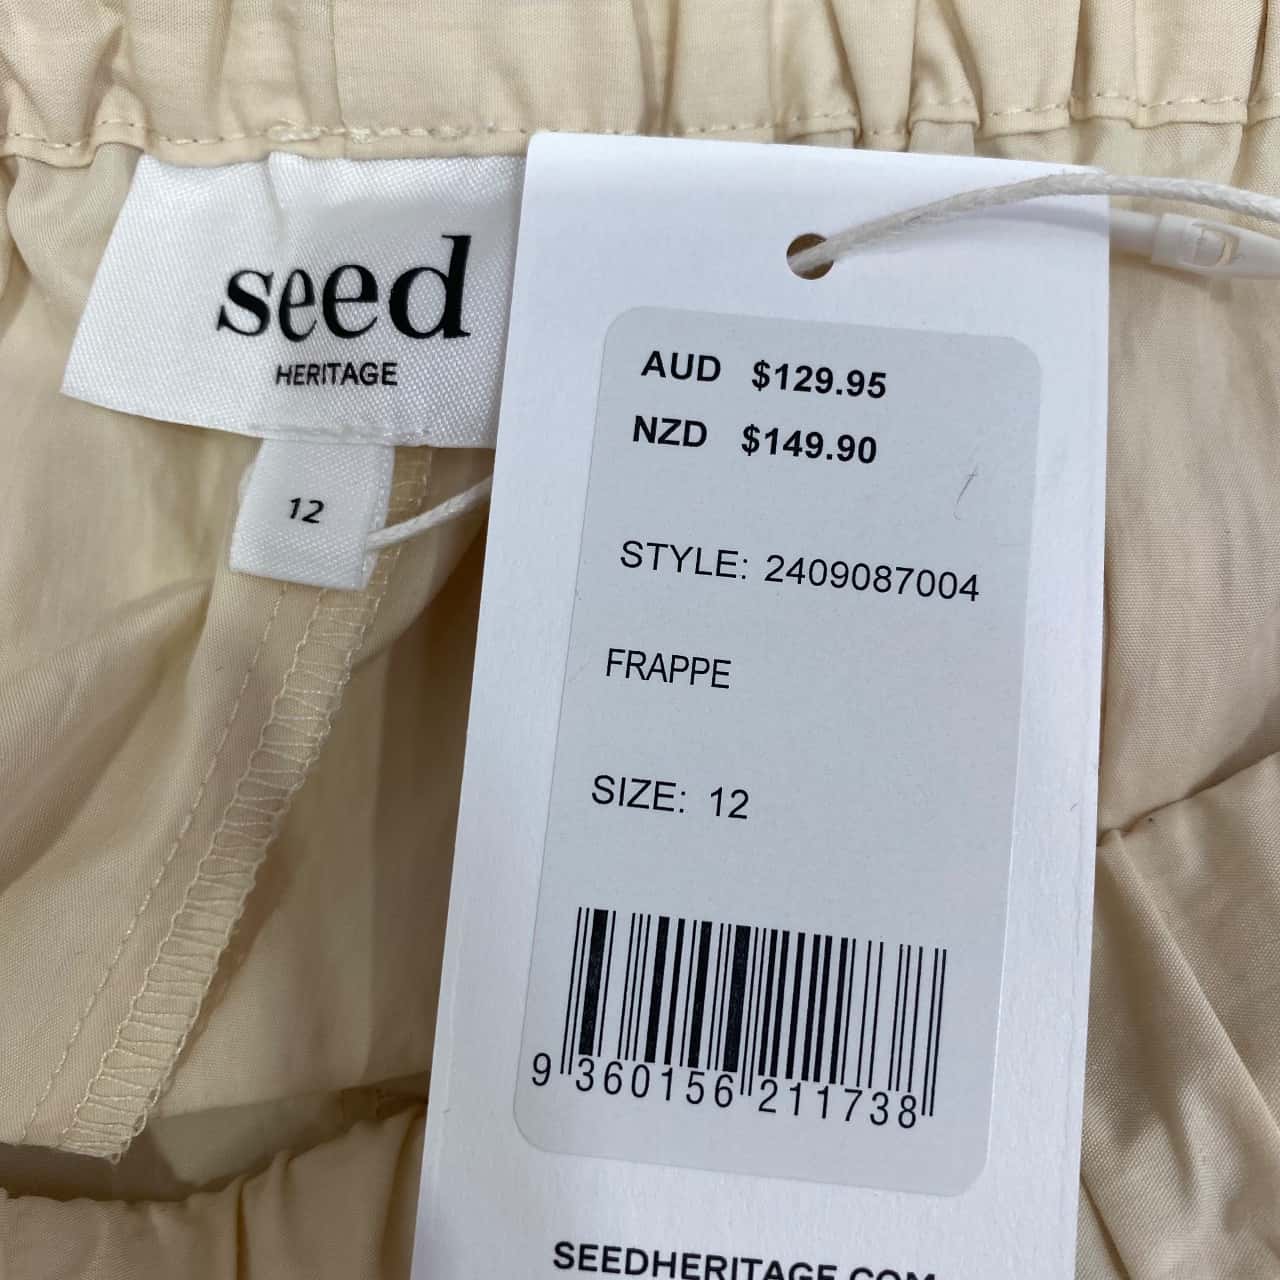 seed
HERITAGE
12
AUD $129.95
NZD $149.90
STYLE: 2409087004
FRAPPE
SIZE: 12
9 360156 211738
SEEDHERITAGE.COM